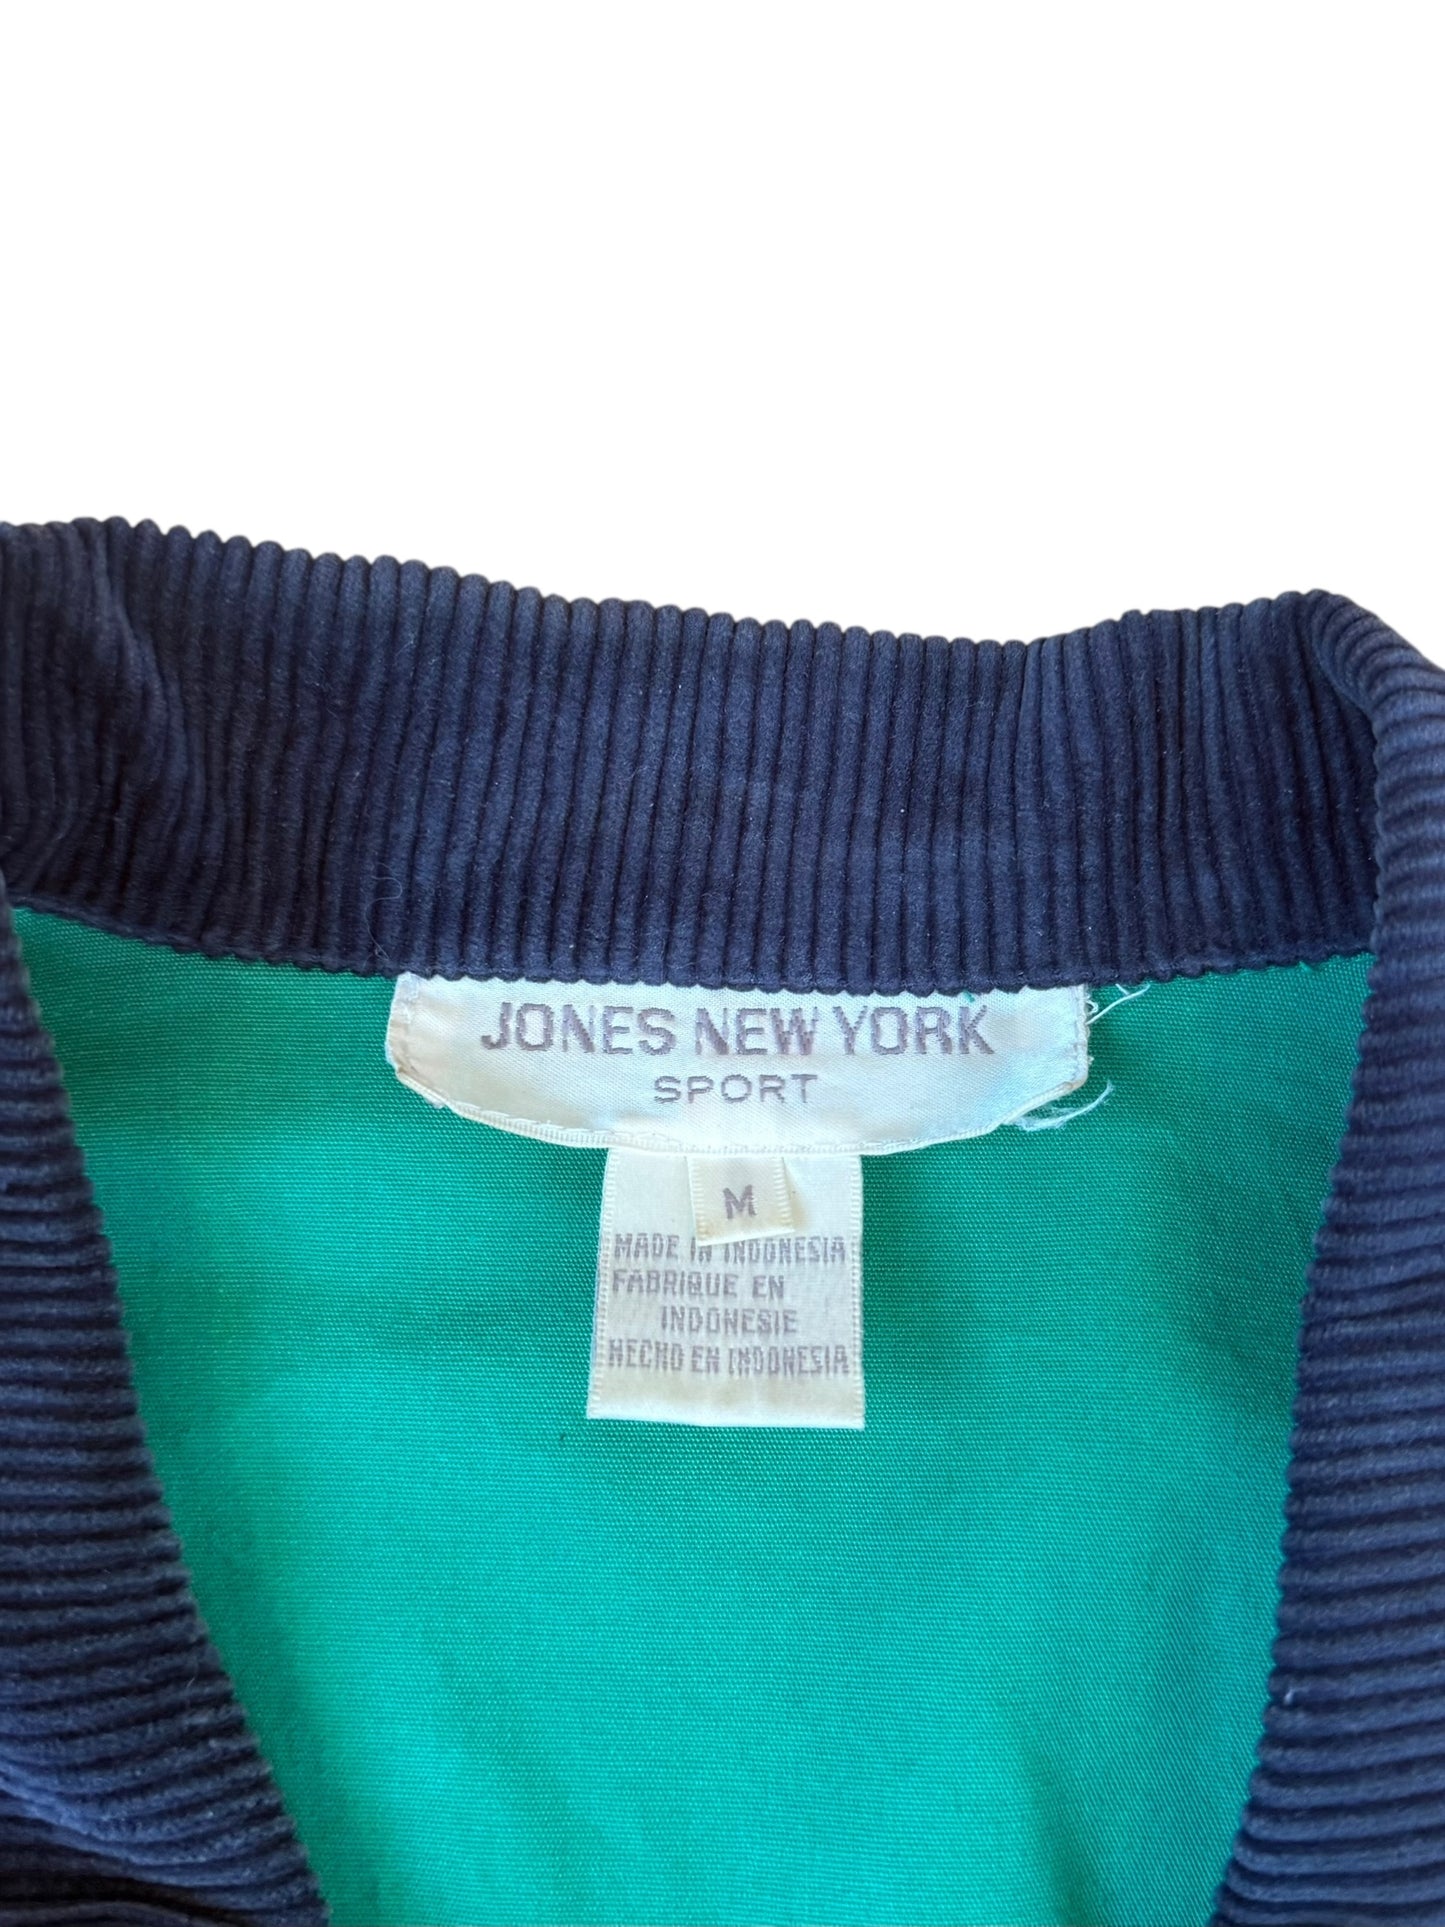 JONES NEW YORK
SPORT
M
MADE IN INDONESIA
FABRIQUE EN
INDONESIE
HECHO EN INDONESIA